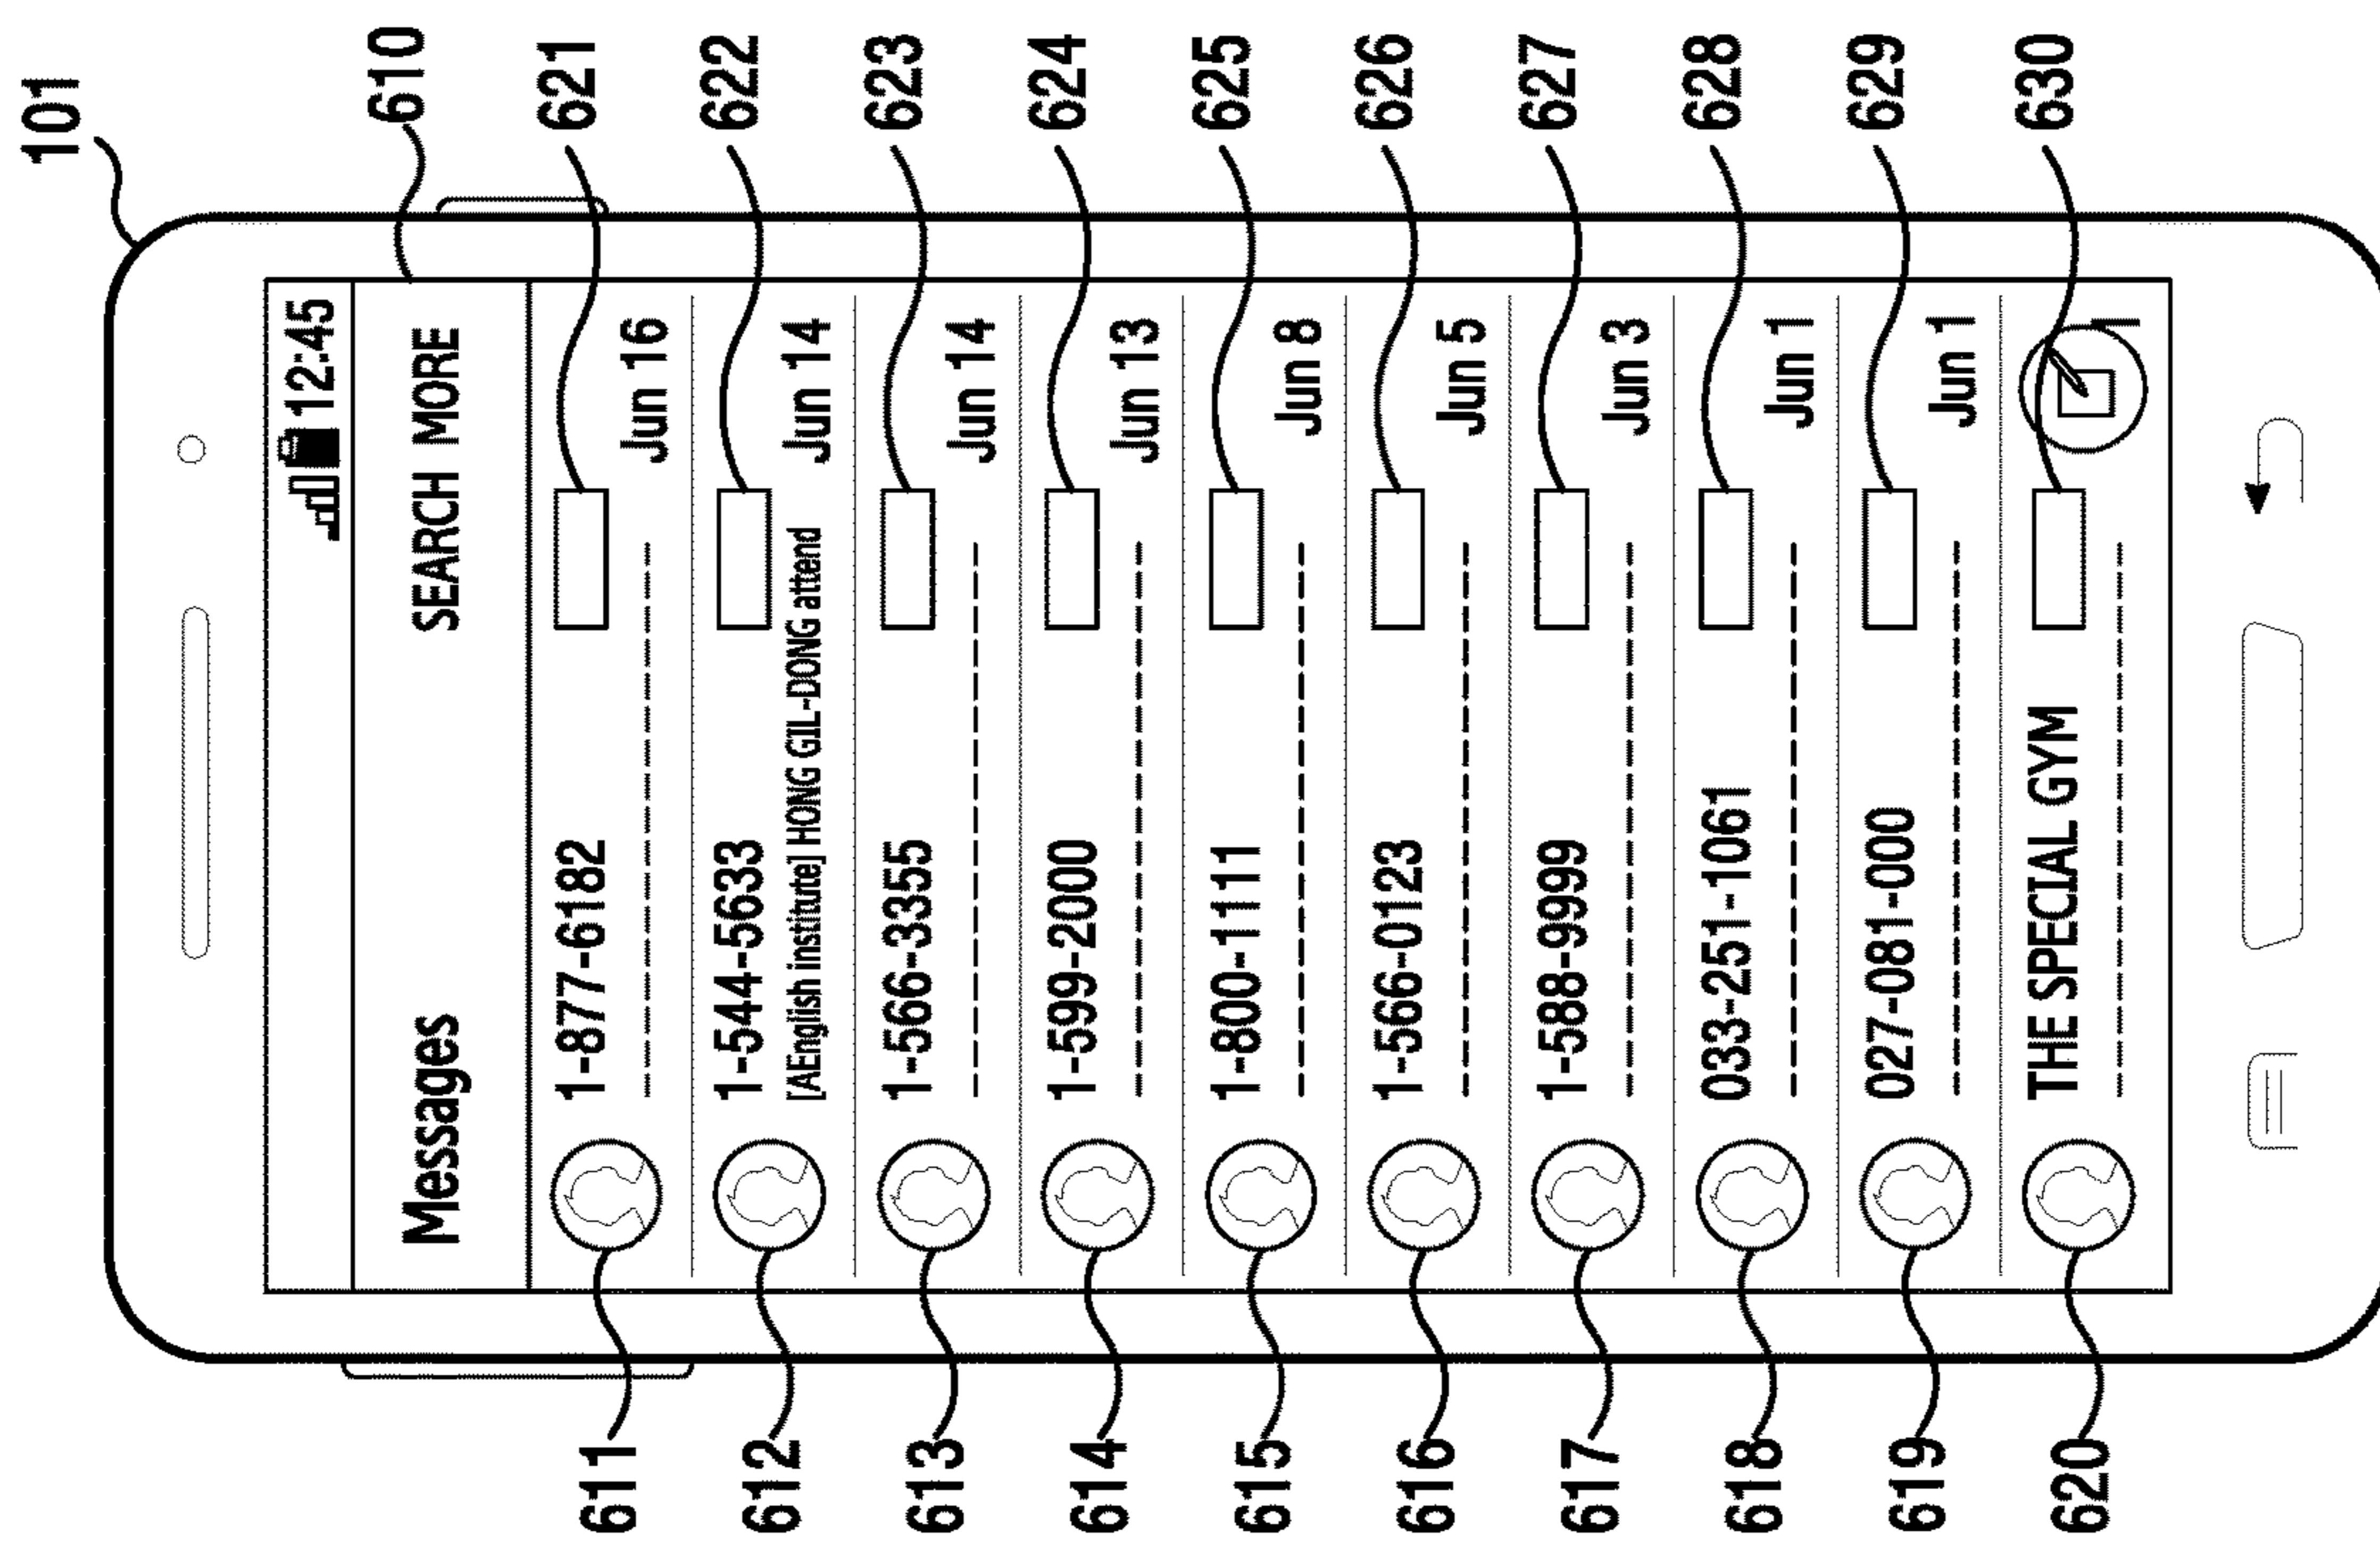 101
610
12:45
Messages SEARCH MORE
611 1-877-6182 Jun 16 621
612 1-544-5633 Jun 14 622
[AEnglish institute] HONG GIL-DONG attend
613 1-566-3355 Jun 14 623
614 1-599-2000 Jun 13 624
615 1-800-1111 Jun 8 625
616 1-566-0123 Jun 5 626
617 1-588-9999 Jun 3 627
618 033-251-1061 Jun 1 628
619 027-081-000 Jun 1 629
620 THE SPECIAL GYM 630